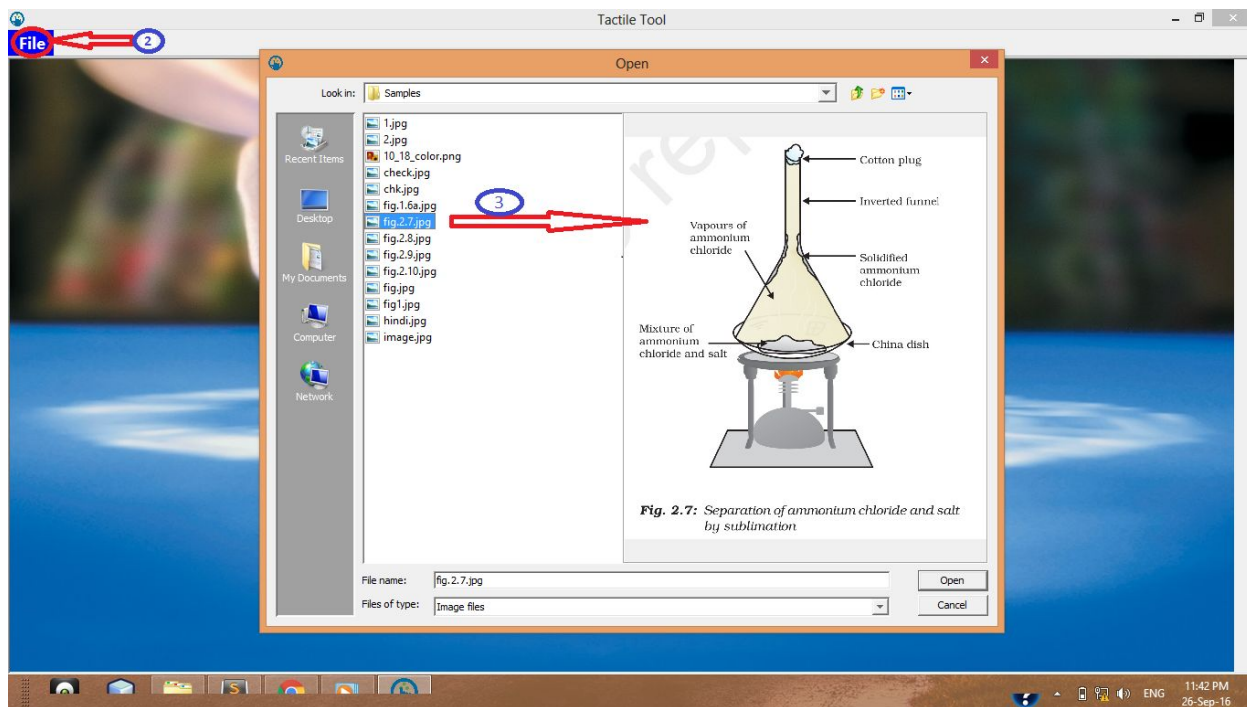 Tactile Tool
File
2
Open
Look in:
Samples
Recent Items
Desktop
My Documents
Computer
Network
1.jpg
2.jpg
10_18_color.png
check.jpg
chk.jpg
fig.1.6a.jpg
fig.2.7.jpg
fig.2.8.jpg
fig.2.9.jpg
fig.2.10.jpg
fig.jpg
fig1.jpg
hindi.jpg
image.jpg
3
Cotton plug
Inverted funnel
Vapours of
ammonium
chloride
Solidified
ammonium
chloride
Mixture of
ammonium
chloride and salt
China dish
Fig. 2.7: Separation of ammonium chloride and salt
by sublimation
File name:
fig.2.7.jpg
Open
Files of type:
Image files
Cancel
ENG
11:42 PM
26-Sep-16